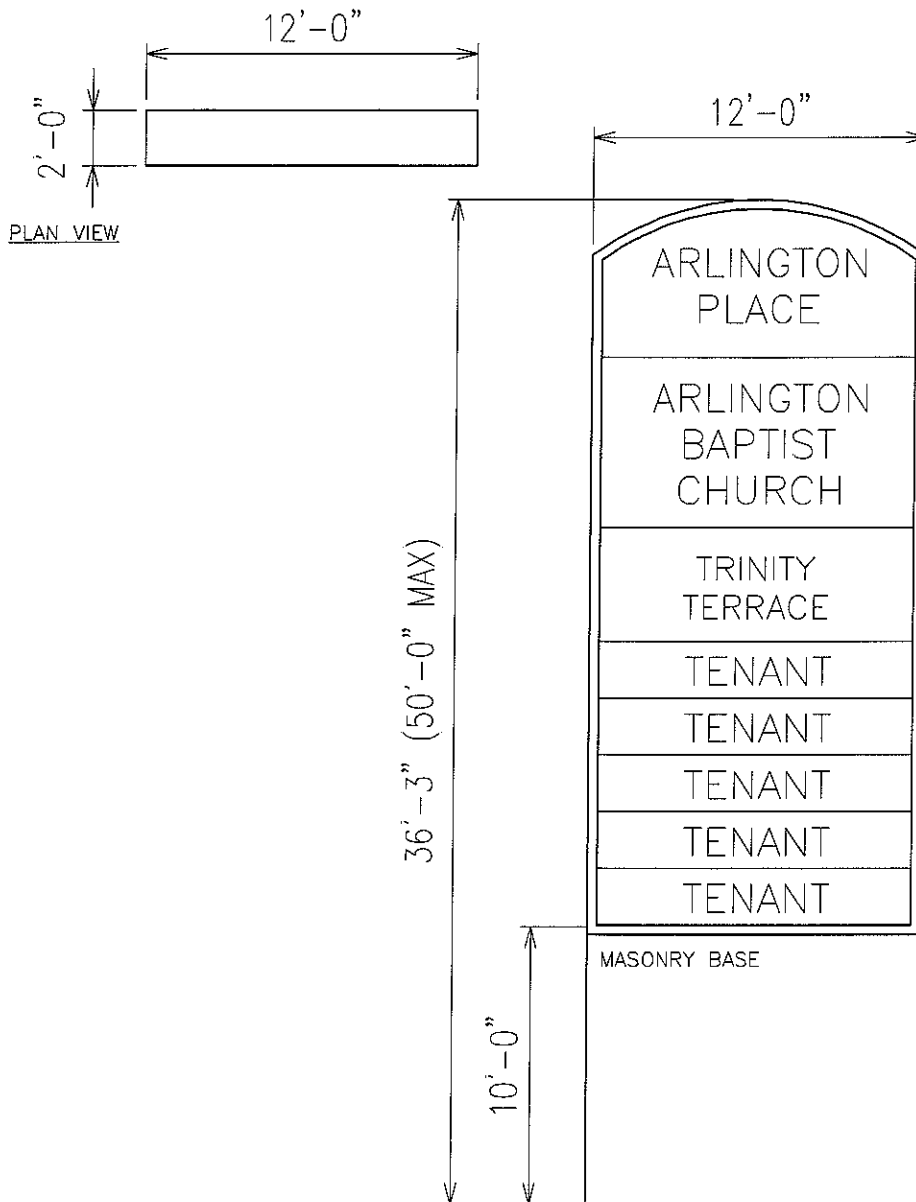 12'-0"
2'-0"
PLAN VIEW
12'-0"
36'-3" (50'-0" MAX)
ARLINGTON
PLACE
ARLINGTON
BAPTIST
CHURCH
TRINITY
TERRACE
TENANT
TENANT
TENANT
TENANT
TENANT
MASONRY BASE
10'-0"